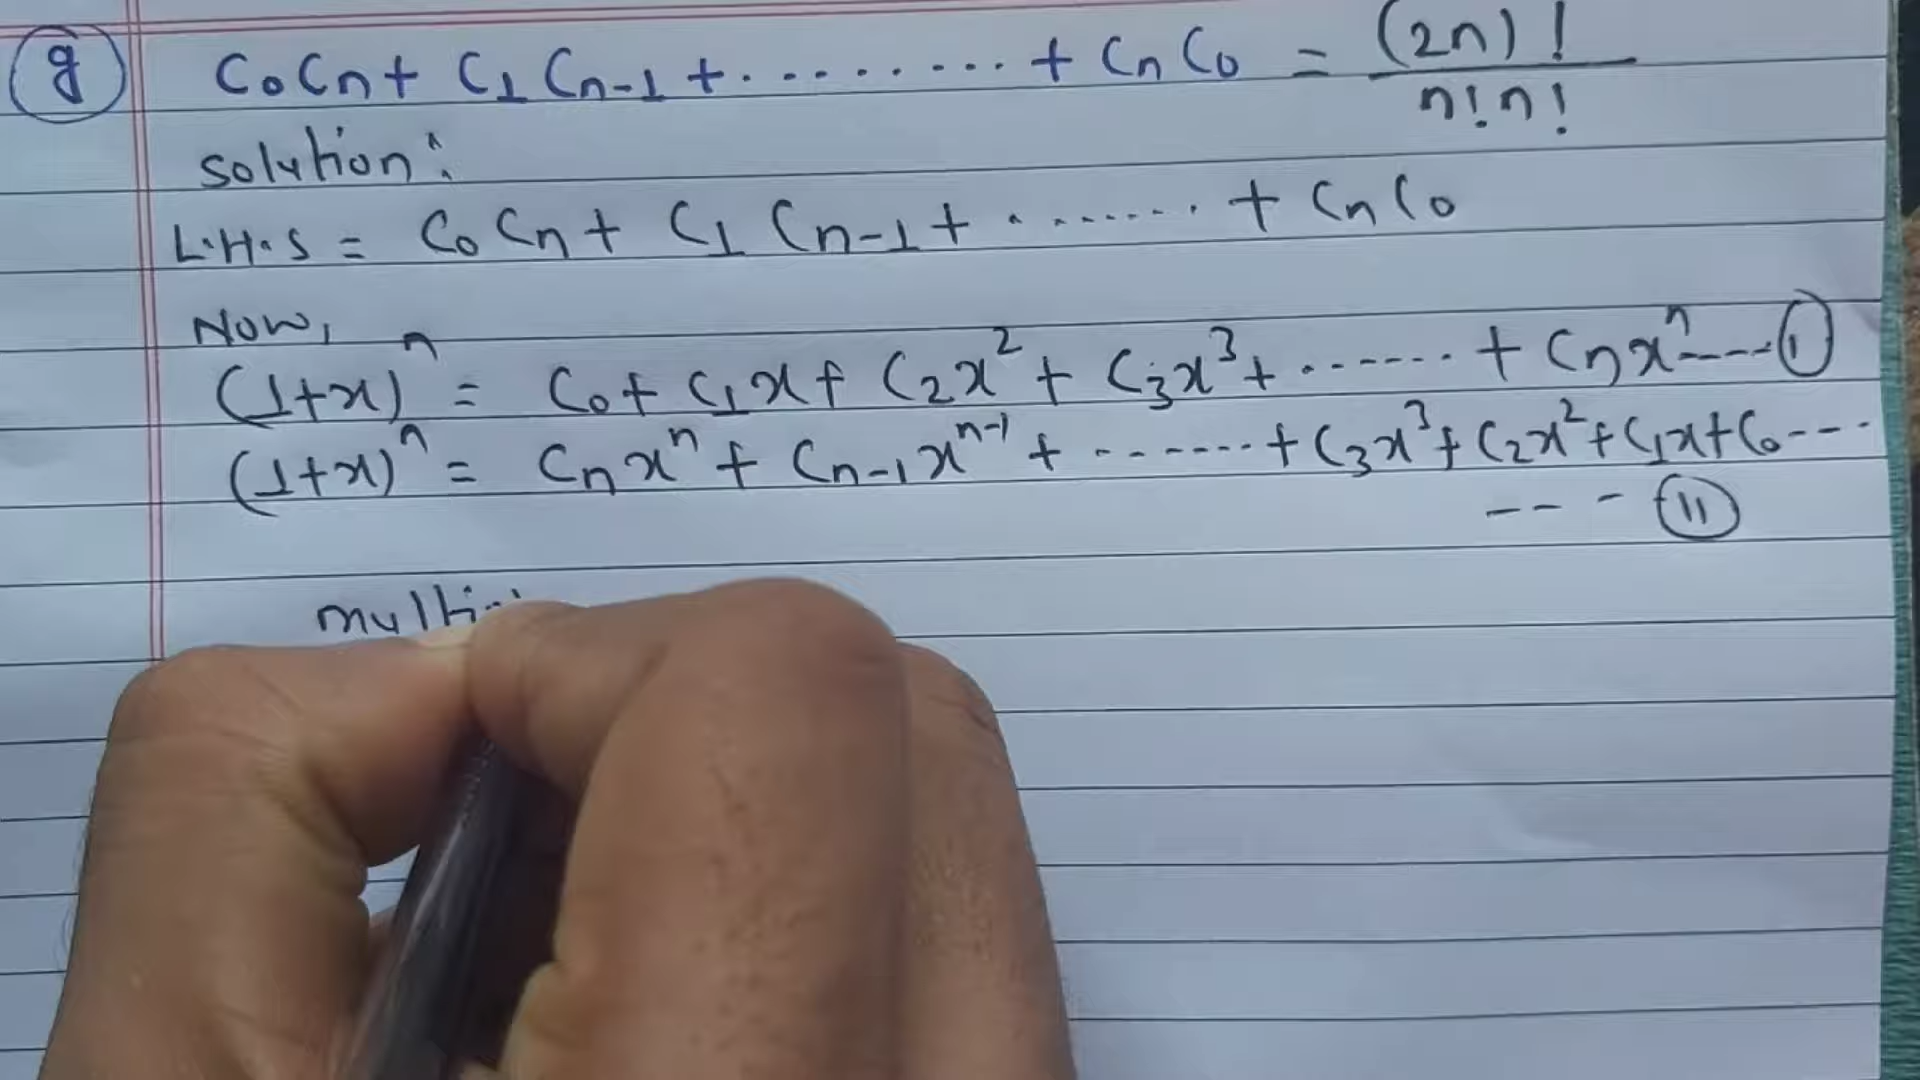 g C₀Cₙ + C₁Cₙ₋₁ + ......... + CₙC₀ = (2n)! / n!n!
solution:
L.H.S = C₀Cₙ + C₁Cₙ₋₁ + ....... + CₙC₀
Now,
(1+x)ⁿ = C₀ + C₁x + C₂x² + C₃x³ + ....... + Cₙxⁿ ---- I
(1+x)ⁿ = Cₙxⁿ + Cₙ₋₁xⁿ⁻¹ + ....... + C₃x³ + C₂x² + C₁x + C₀ ---
--- II